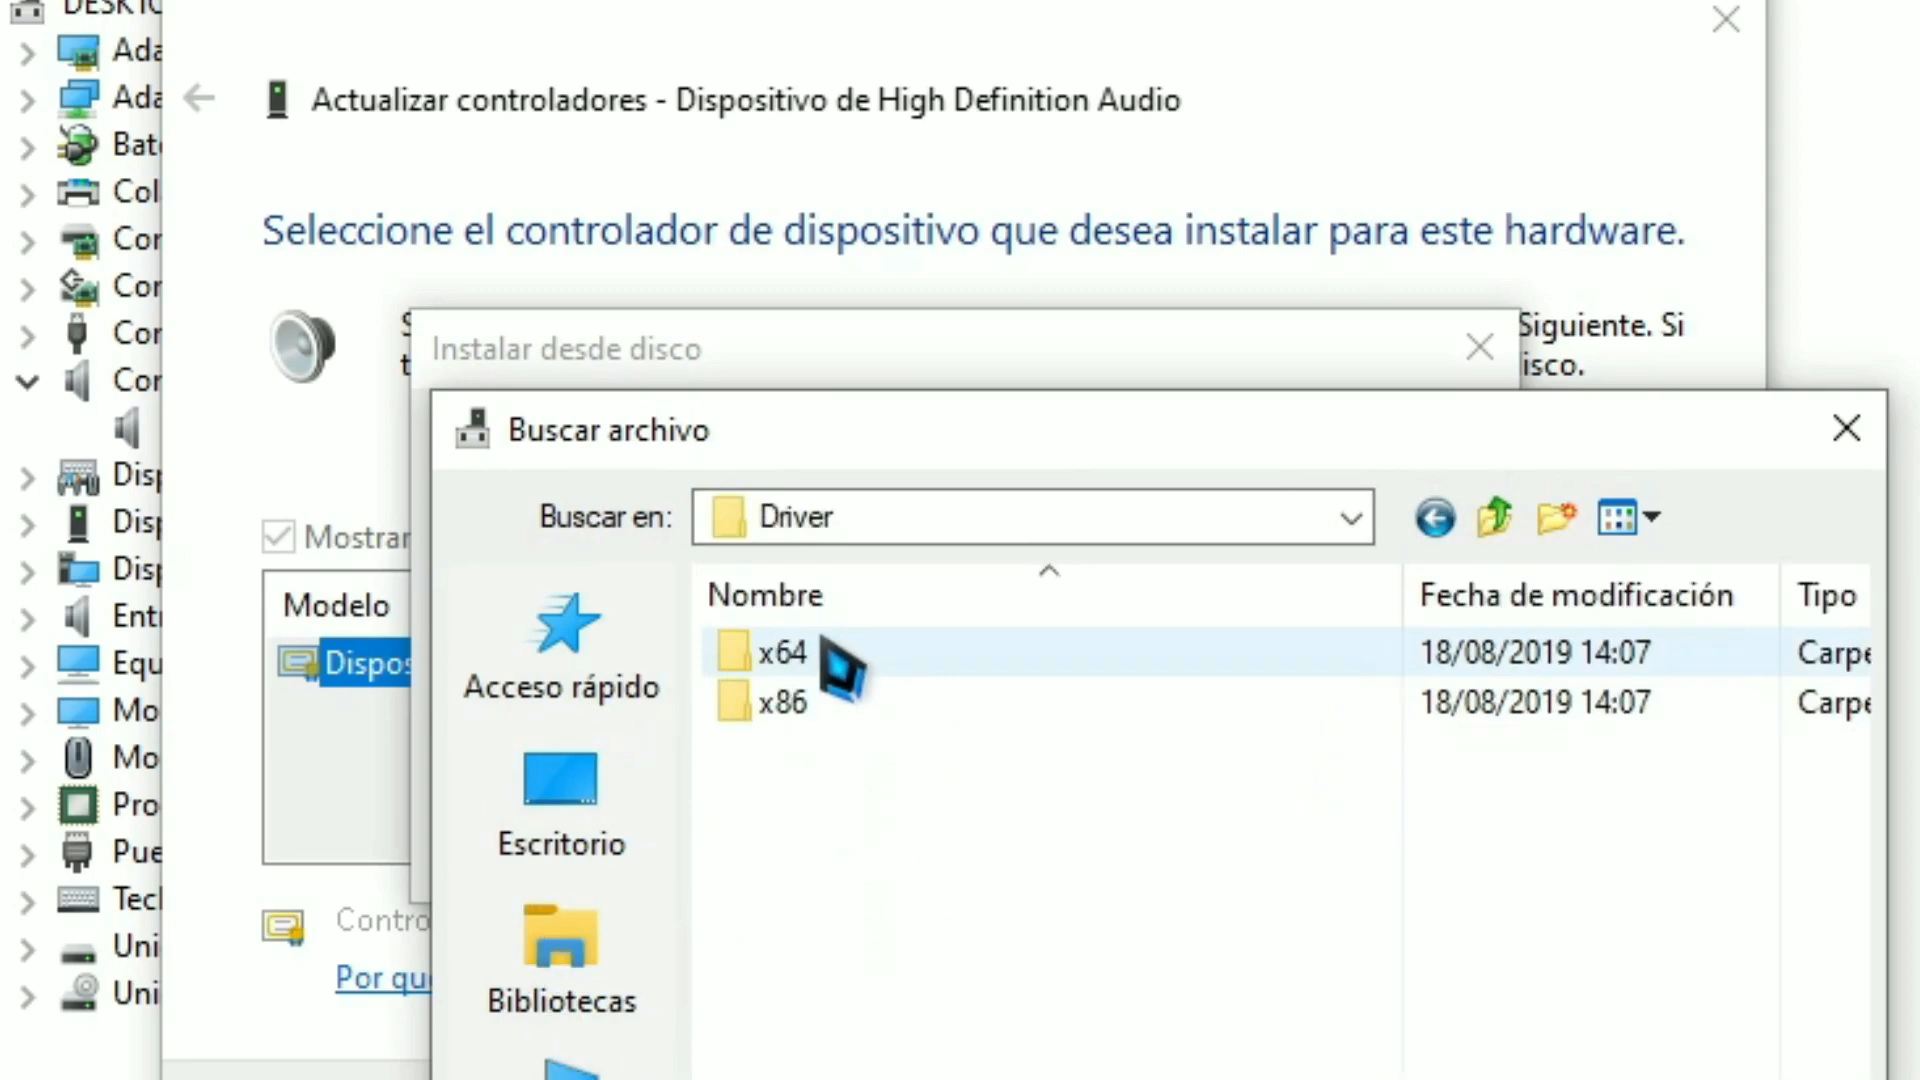 DESKTO
Ada
Ada
Bate
Col
Cor
Cor
Cor
Cor
Disp
Disp
Disp
Entr
Equ
Mo
Mo
Pro
Pue
Tecl
Uni
Uni
Actualizar controladores - Dispositivo de High Definition Audio
Seleccione el controlador de dispositivo que desea instalar para este hardware.
Siguiente. Si
isco.
Mostrar
Modelo
Dispos
Contro
Por qué
Instalar desde disco
Buscar archivo
Buscar en: Driver
Acceso rápido
Escritorio
Bibliotecas
Nombre Fecha de modificación Tipo
x64 18/08/2019 14:07 Carpe
x86 18/08/2019 14:07 Carpe